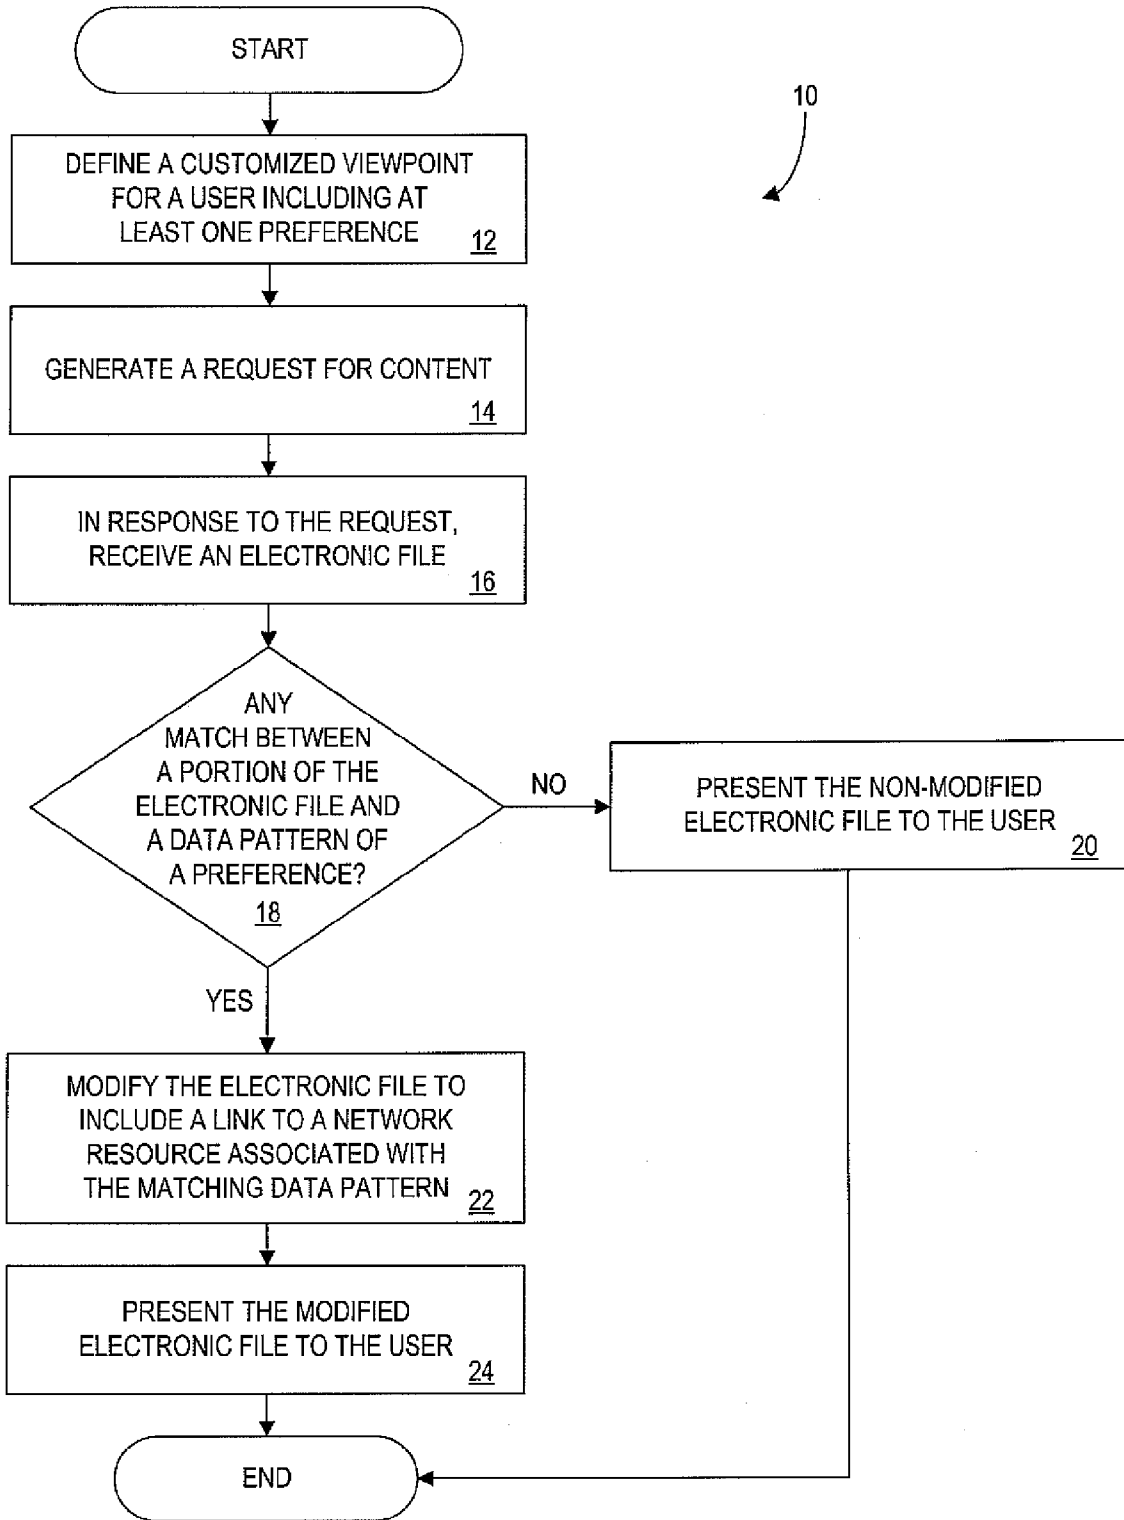 START
10
DEFINE A CUSTOMIZED VIEWPOINT
FOR A USER INCLUDING AT
LEAST ONE PREFERENCE
12
GENERATE A REQUEST FOR CONTENT
14
IN RESPONSE TO THE REQUEST,
RECEIVE AN ELECTRONIC FILE
16
ANY
MATCH BETWEEN
A PORTION OF THE
ELECTRONIC FILE AND
A DATA PATTERN OF
A PREFERENCE?
18
NO
PRESENT THE NON-MODIFIED
ELECTRONIC FILE TO THE USER
20
YES
MODIFY THE ELECTRONIC FILE TO
INCLUDE A LINK TO A NETWORK
RESOURCE ASSOCIATED WITH
THE MATCHING DATA PATTERN
22
PRESENT THE MODIFIED
ELECTRONIC FILE TO THE USER
24
END